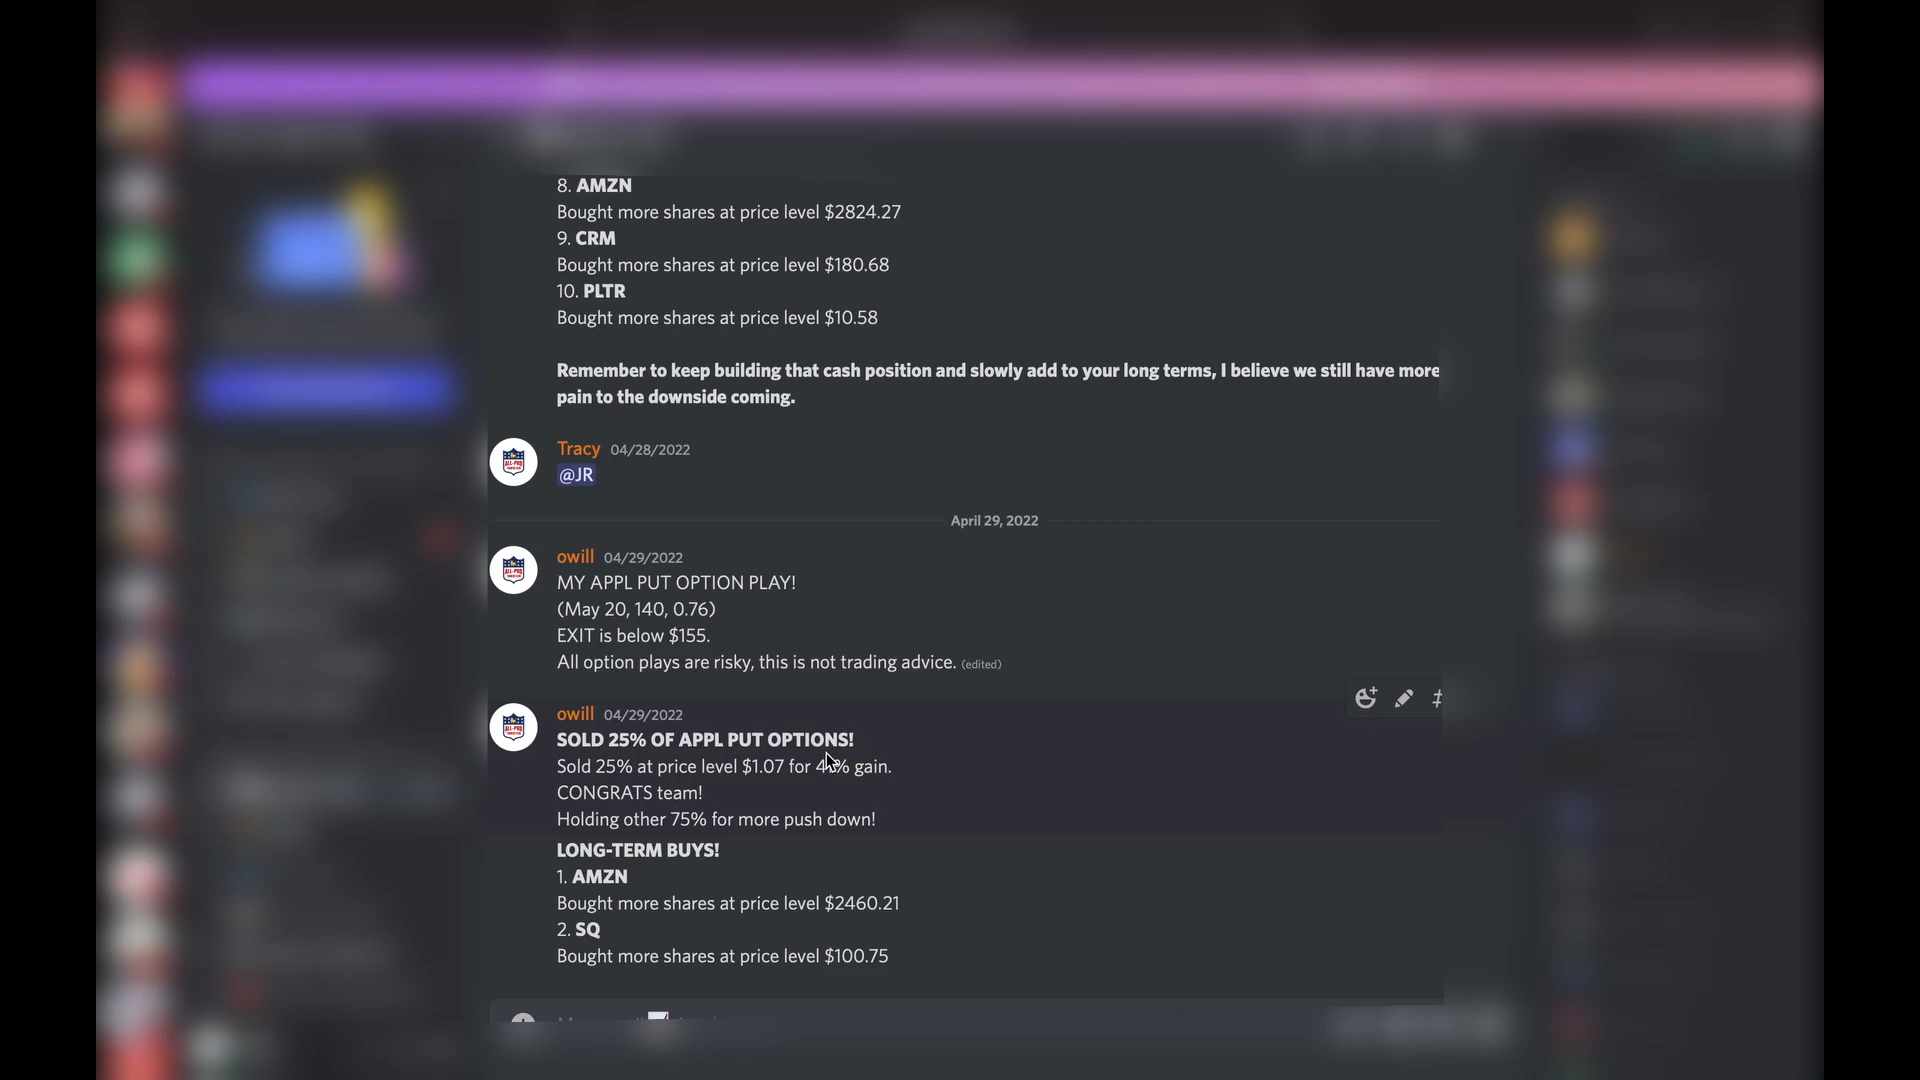 8. AMZN
Bought more shares at price level $2824.27
9. CRM
Bought more shares at price level $180.68
10. PLTR
Bought more shares at price level $10.58
Remember to keep building that cash position and slowly add to your long terms, I believe we still have more
pain to the downside coming.
Tracy 04/28/2022
@JR
April 29, 2022
owill 04/29/2022
MY APPL PUT OPTION PLAY!
(May 20, 140, 0.76)
EXIT is below $155.
All option plays are risky, this is not trading advice. (edited)
owill 04/29/2022
SOLD 25% OF APPL PUT OPTIONS!
Sold 25% at price level $1.07 for gain.
CONGRATS team!
Holding other 75% for more push down!
LONG-TERM BUYS!
1. AMZN
Bought more shares at price level $2460.21
2. SQ
Bought more shares at price level $100.75